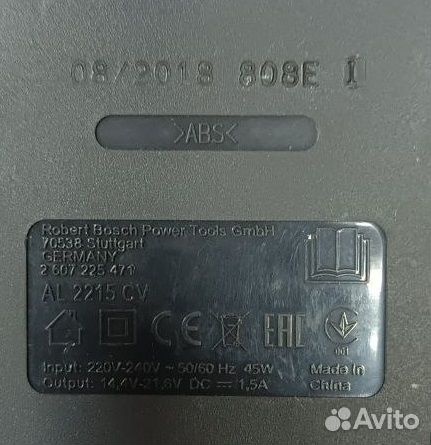 08/2018 808E I
>ABS<
Robert Bosch Power Tools GmbH
70538 Stuttgart
GERMANY
2 607 225 471
AL 2215 CV
CE EAC
001
Input: 220V-240V ~ 50/60 Hz 45W
Output: 14,4V-21,6V DC ⎓ 1,5A
Made In
China
Avito